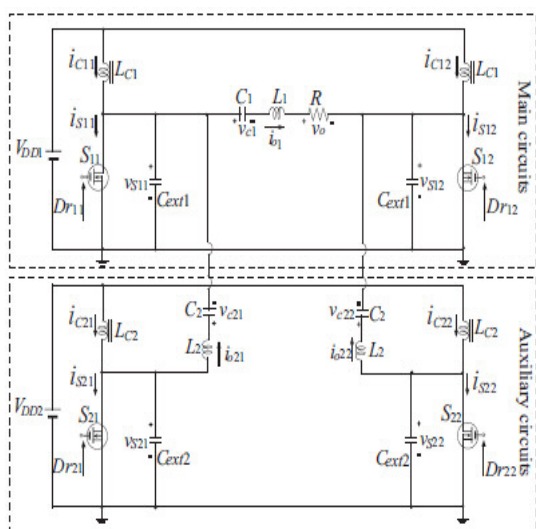 iC11
LC1
iC12
LC1
C1
L1
R
vc1
io1
vo
iS11
iS12
VDD1
S11
S12
vS11
Cext1
vS12
Cext1
Dr11
Dr12
Main circuits
iC21
LC2
C2
vc21
vc22
C2
iC22
LC2
L2
io21
io22
L2
iS21
iS22
VDD2
S21
S22
vS21
Cext2
vS22
Cext2
Dr21
Dr22
Auxiliary circuits